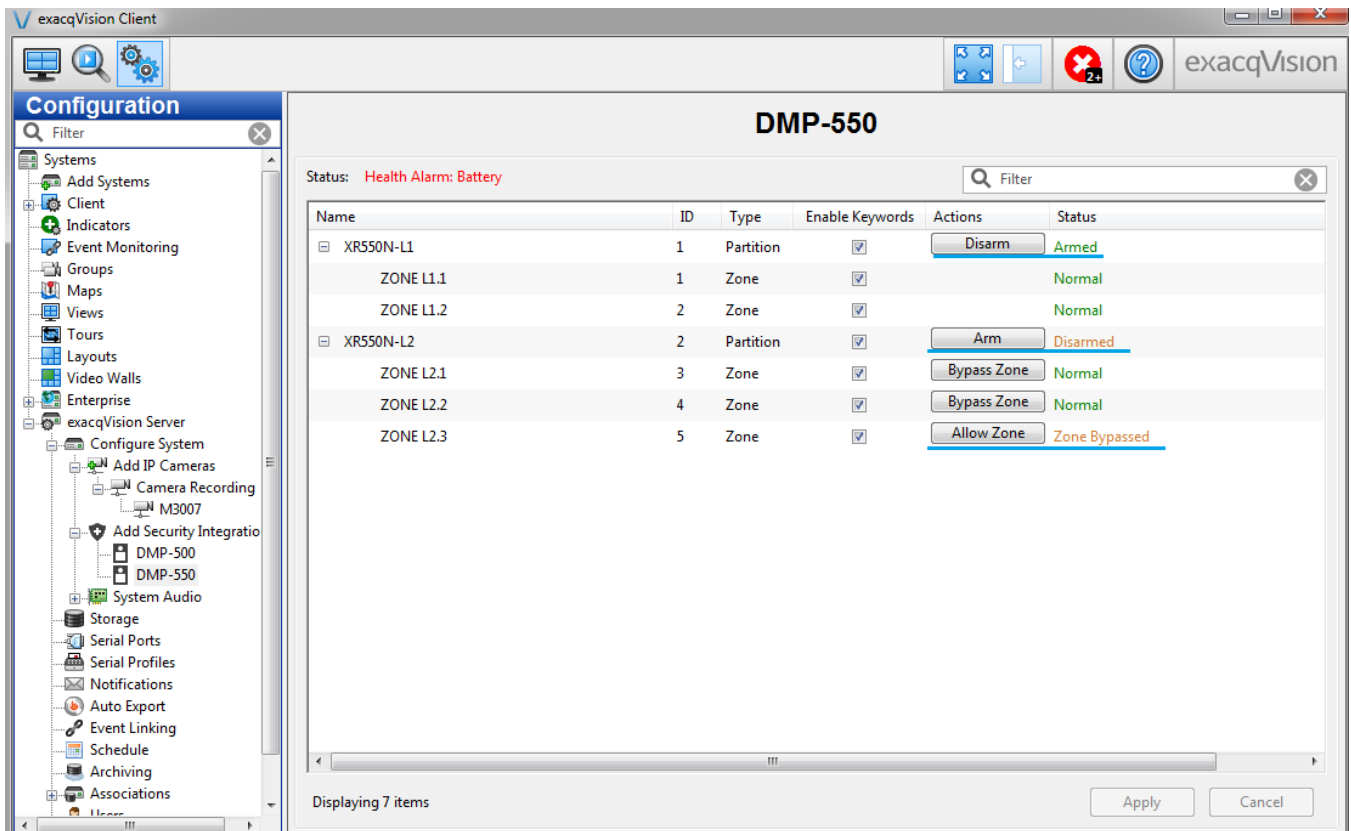 exacqVision Client
2+
exacqVision
Configuration
Filter
Systems
Add Systems
Client
Indicators
Event Monitoring
Groups
Maps
Views
Tours
Layouts
Video Walls
Enterprise
exacqVision Server
Configure System
Add IP Cameras
Camera Recording
M3007
Add Security Integratio
DMP-500
DMP-550
System Audio
Storage
Serial Ports
Serial Profiles
Notifications
Auto Export
Event Linking
Schedule
Archiving
Associations
Users
DMP-550
Status: Health Alarm: Battery
Filter
Name ID Type Enable Keywords Actions Status
XR550N-L1 1 Partition Disarm Armed
ZONE L1.1 1 Zone Normal
ZONE L1.2 2 Zone Normal
XR550N-L2 2 Partition Arm Disarmed
ZONE L2.1 3 Zone Bypass Zone Normal
ZONE L2.2 4 Zone Bypass Zone Normal
ZONE L2.3 5 Zone Allow Zone Zone Bypassed
Displaying 7 items
Apply Cancel